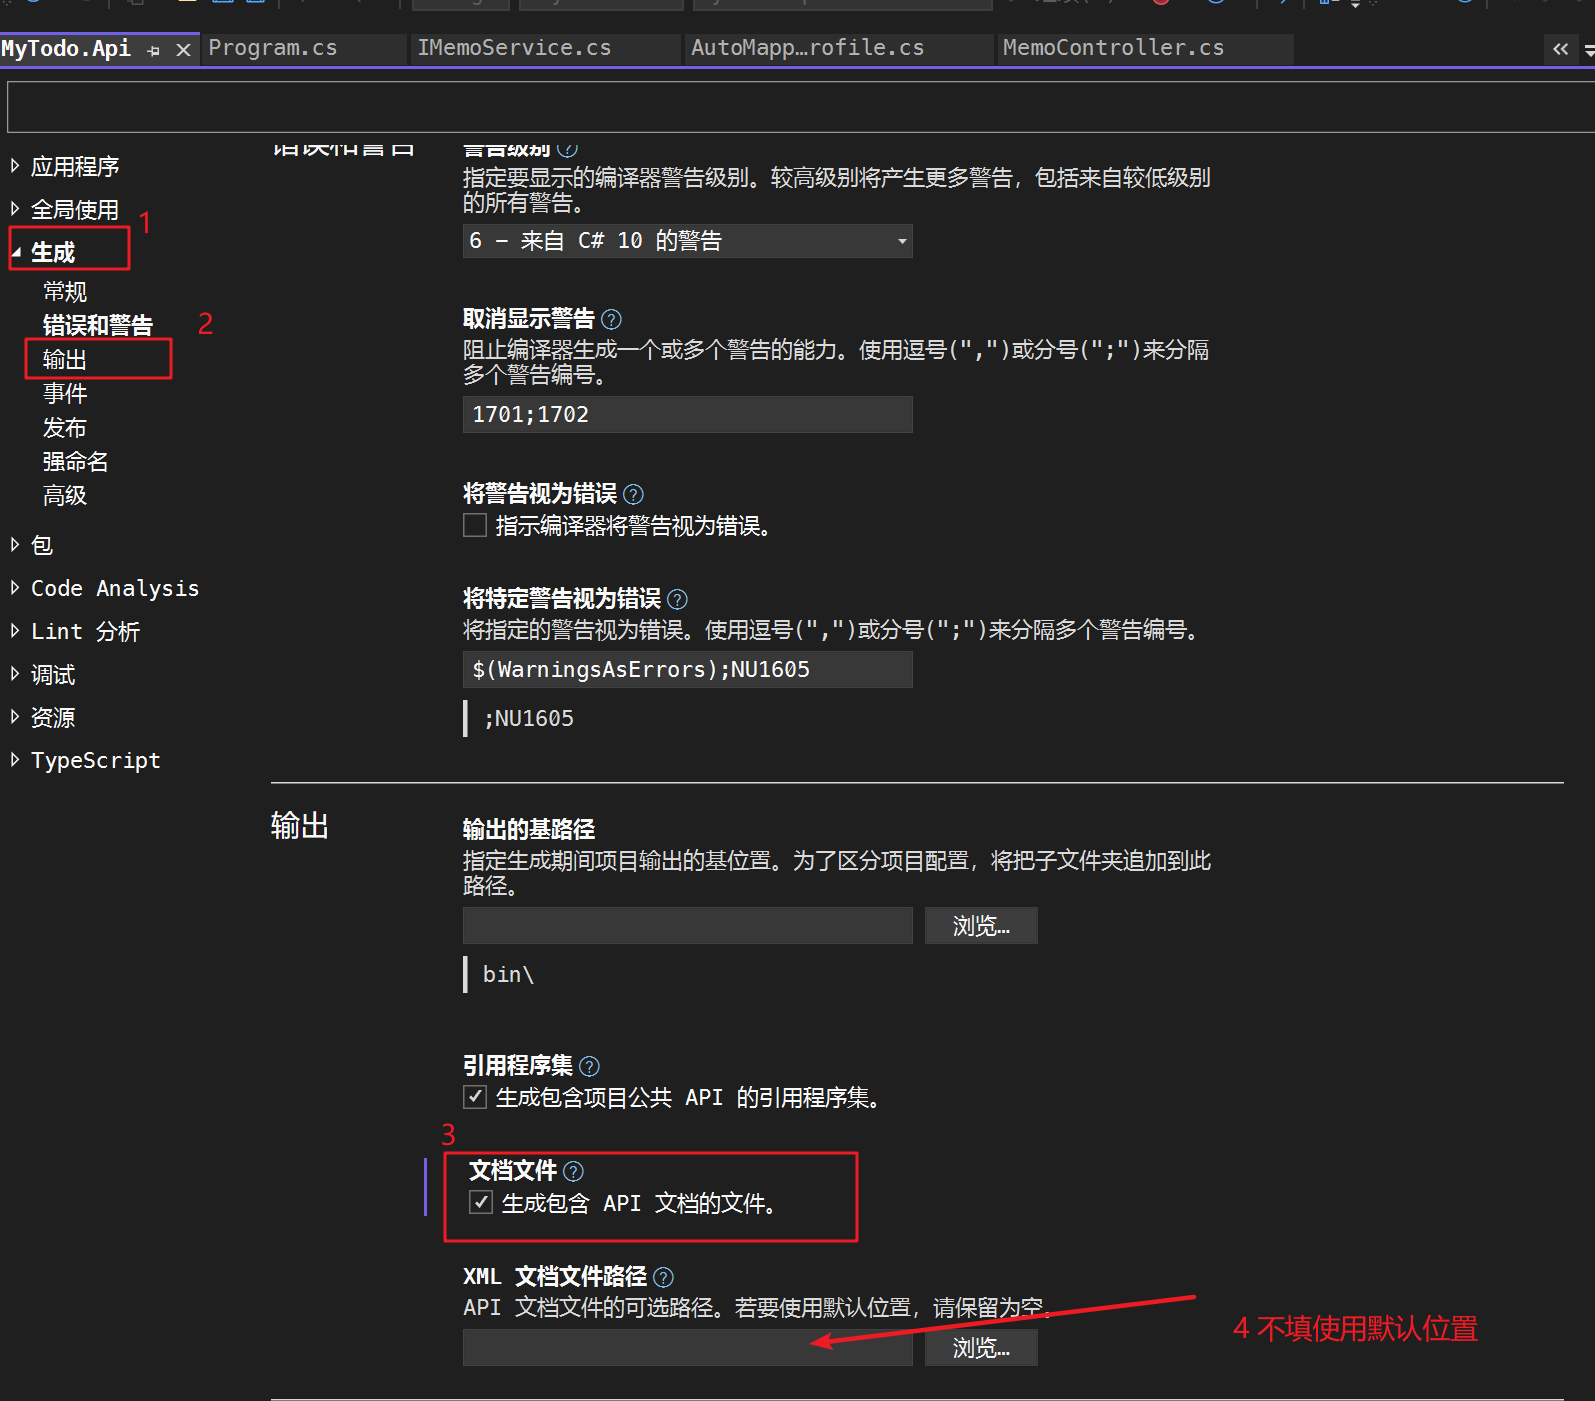 MyTodo.Api
Program.cs
IMemoService.cs
AutoMapp…rofile.cs
MemoController.cs
应用程序
全局使用
1
生成
常规
错误和警告
2
输出
事件
发布
强命名
高级
包
Code Analysis
Lint 分析
调试
资源
TypeScript
错误和警告
警告级别
指定要显示的编译器警告级别。较高级别将产生更多警告，包括来自较低级别
的所有警告。
6 - 来自 C# 10 的警告
取消显示警告
阻止编译器生成一个或多个警告的能力。使用逗号(",")或分号(";")来分隔
多个警告编号。
1701;1702
将警告视为错误
指示编译器将警告视为错误。
将特定警告视为错误
将指定的警告视为错误。使用逗号(",")或分号(";")来分隔多个警告编号。
$(WarningsAsErrors);NU1605
;NU1605
输出
输出的基路径
指定生成期间项目输出的基位置。为了区分项目配置，将把子文件夹追加到此
路径。
浏览...
bin\
引用程序集
生成包含项目公共 API 的引用程序集。
3
文档文件
生成包含 API 文档的文件。
XML 文档文件路径
API 文档文件的可选路径。若要使用默认位置，请保留为空。
浏览...
4 不填使用默认位置